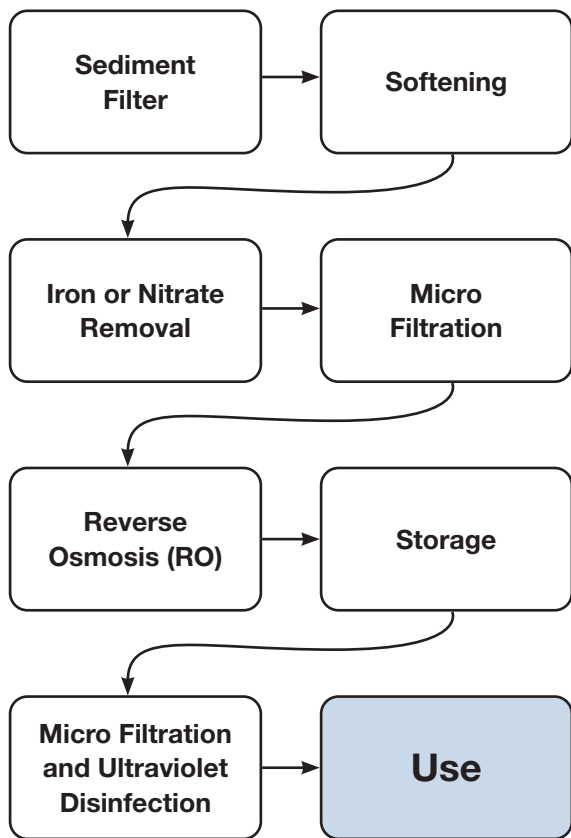 Sediment
Filter
Softening
Iron or Nitrate
Removal
Micro
Filtration
Reverse
Osmosis (RO)
Storage
Micro Filtration
and Ultraviolet
Disinfection
Use